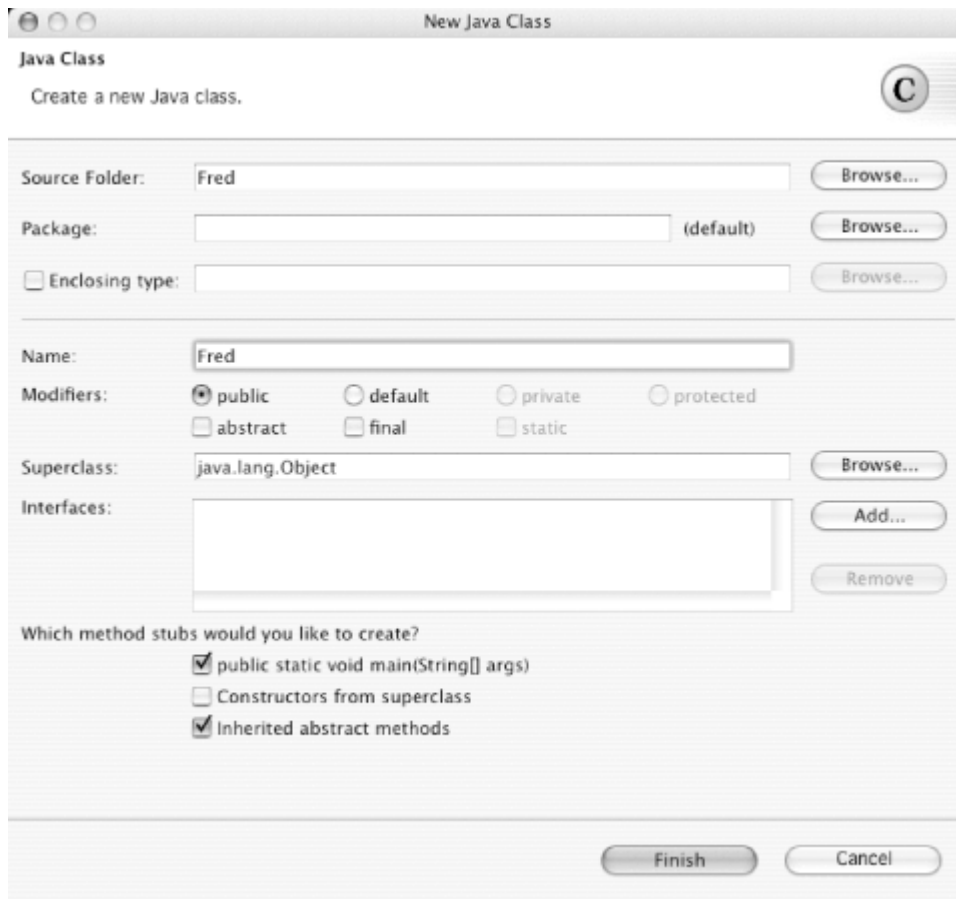 New Java Class
Java Class
Create a new Java class.
C
Source Folder: Fred Browse...
Package: (default) Browse...
Enclosing type: Browse...
Name: Fred
Modifiers: public default private protected
abstract final static
Superclass: java.lang.Object Browse...
Interfaces: Add...
Remove
Which method stubs would you like to create?
public static void main(String[] args)
Constructors from superclass
Inherited abstract methods
Finish Cancel